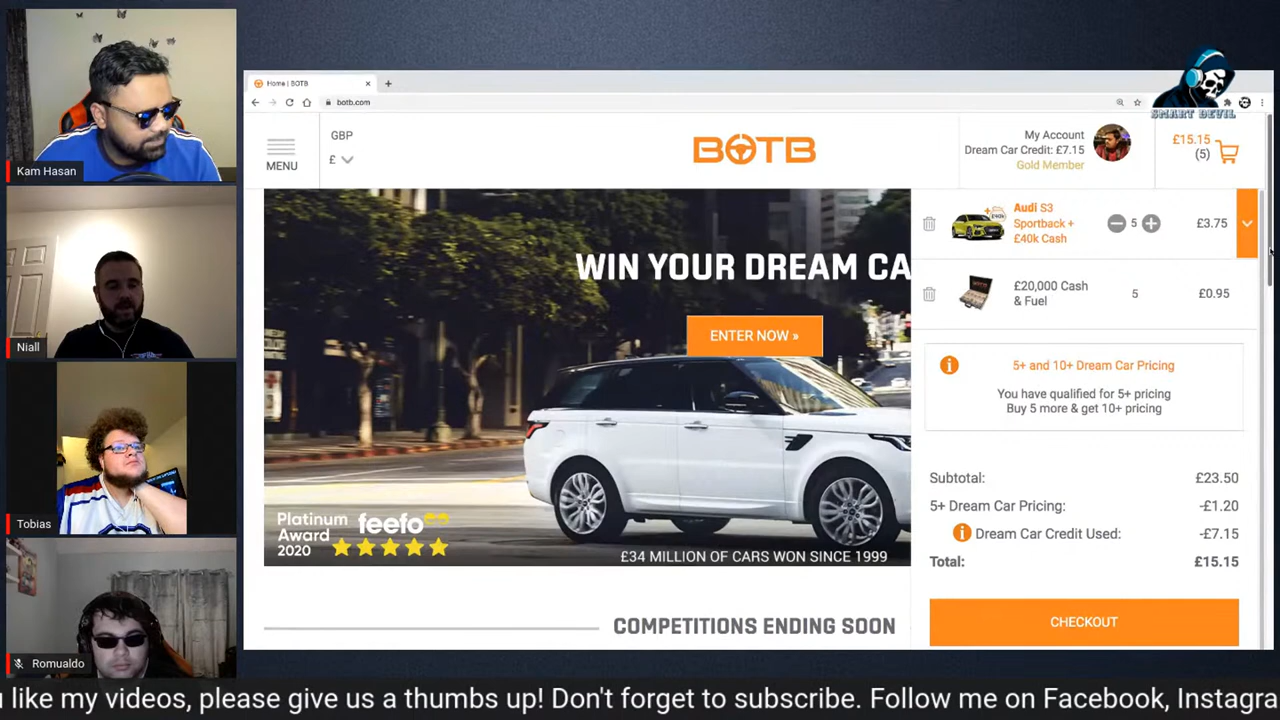 Kam Hasan
Niall
Tobias
Romualdo
SMART DEVIL
Home | BOTB
botb.com
MENU
GBP
£
BOTB
My Account
Dream Car Credit: £7.15
Gold Member
£15.15
(5)
WIN YOUR DREAM CA
ENTER NOW »
Platinum
Award
2020
feefo
£34 MILLION OF CARS WON SINCE 1999
COMPETITIONS ENDING SOON
Audi S3
Sportback +
£40k Cash
5
£3.75
£20,000 Cash
& Fuel
5
£0.95
5+ and 10+ Dream Car Pricing
You have qualified for 5+ pricing
Buy 5 more & get 10+ pricing
Subtotal: £23.50
5+ Dream Car Pricing: -£1.20
Dream Car Credit Used: -£7.15
Total: £15.15
CHECKOUT
u like my videos, please give us a thumbs up! Don't forget to subscribe. Follow me on Facebook, Instagra